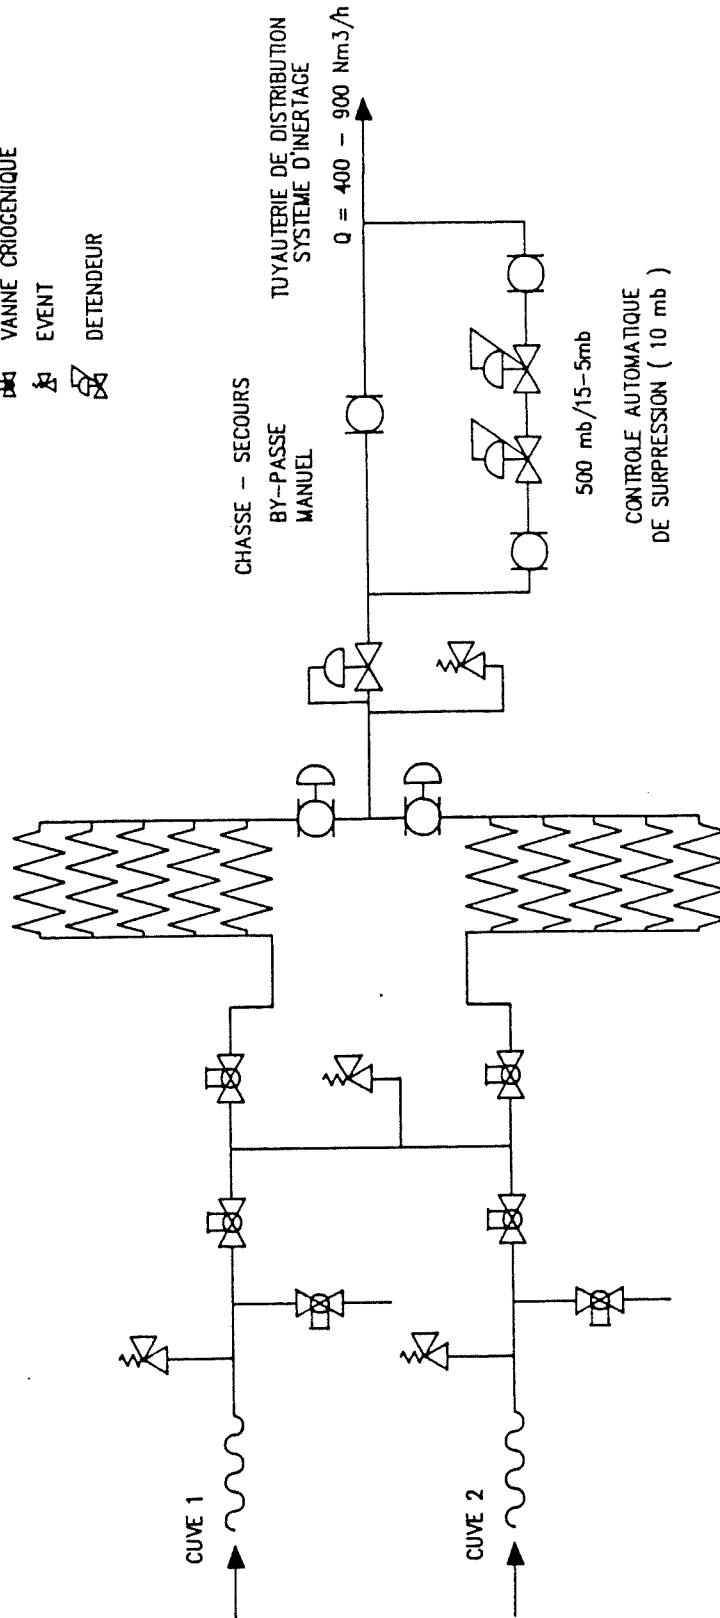 VANNE CRIOGENIQUE
EVENT
DETENDEUR
TUYAUTERIE DE DISTRIBUTION
SYSTEME D'INERTAGE
Q = 400 - 900 Nm3/h
CHASSE - SECOURS
BY-PASSE
MANUEL
500 mb/15-5mb
CONTROLE AUTOMATIQUE
DE SURPRESSION ( 10 mb )
CUVE 1
CUVE 2